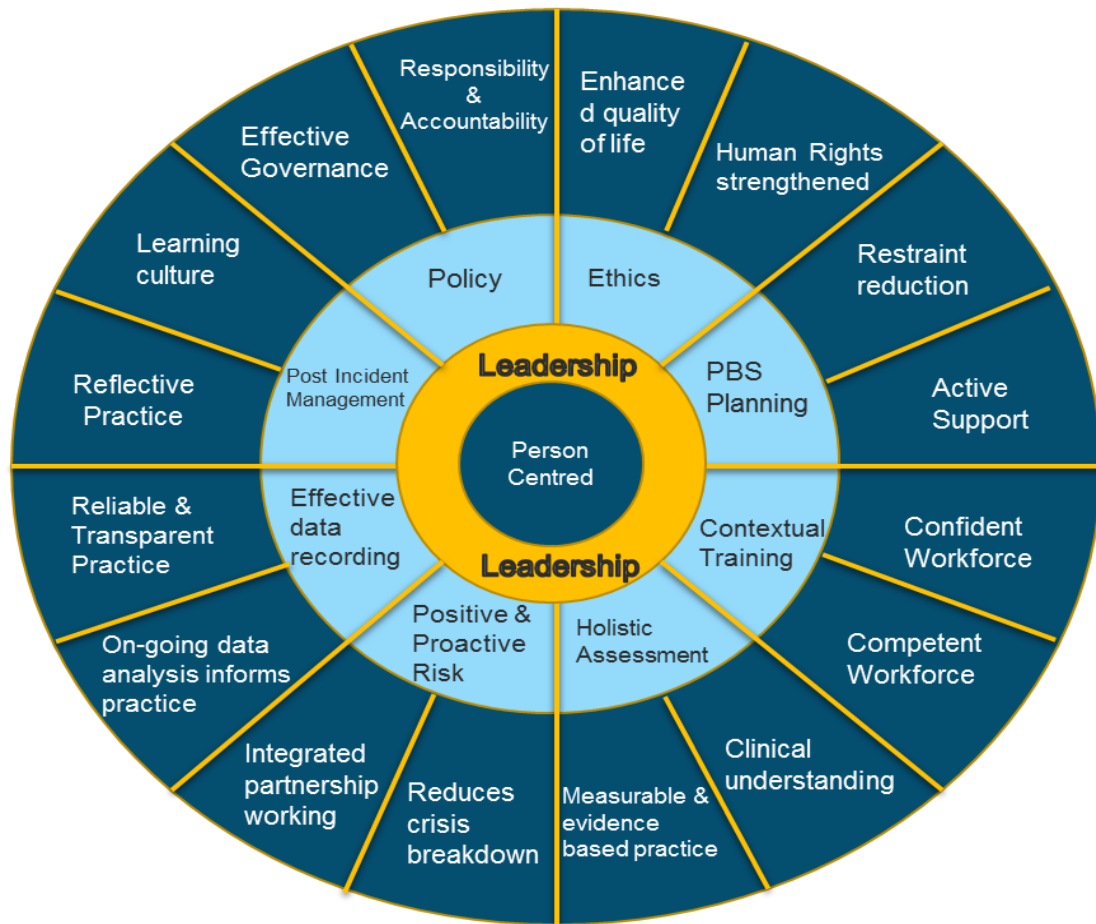 Responsibility
&
Accountability
Enhance
d quality
of life
Human Rights
strengthened
Restraint
reduction
Active
Support
Confident
Workforce
Competent
Workforce
Clinical
understanding
Measurable &
evidence
based practice
Reduces
crisis
breakdown
Integrated
partnership
working
On-going data
analysis informs
practice
Reliable &
Transparent
Practice
Reflective
Practice
Learning
culture
Effective
Governance
Policy
Ethics
PBS
Planning
Contextual
Training
Holistic
Assessment
Positive &
Proactive
Risk
Effective
data
recording
Post Incident
Management
Leadership
Person
Centred
Leadership